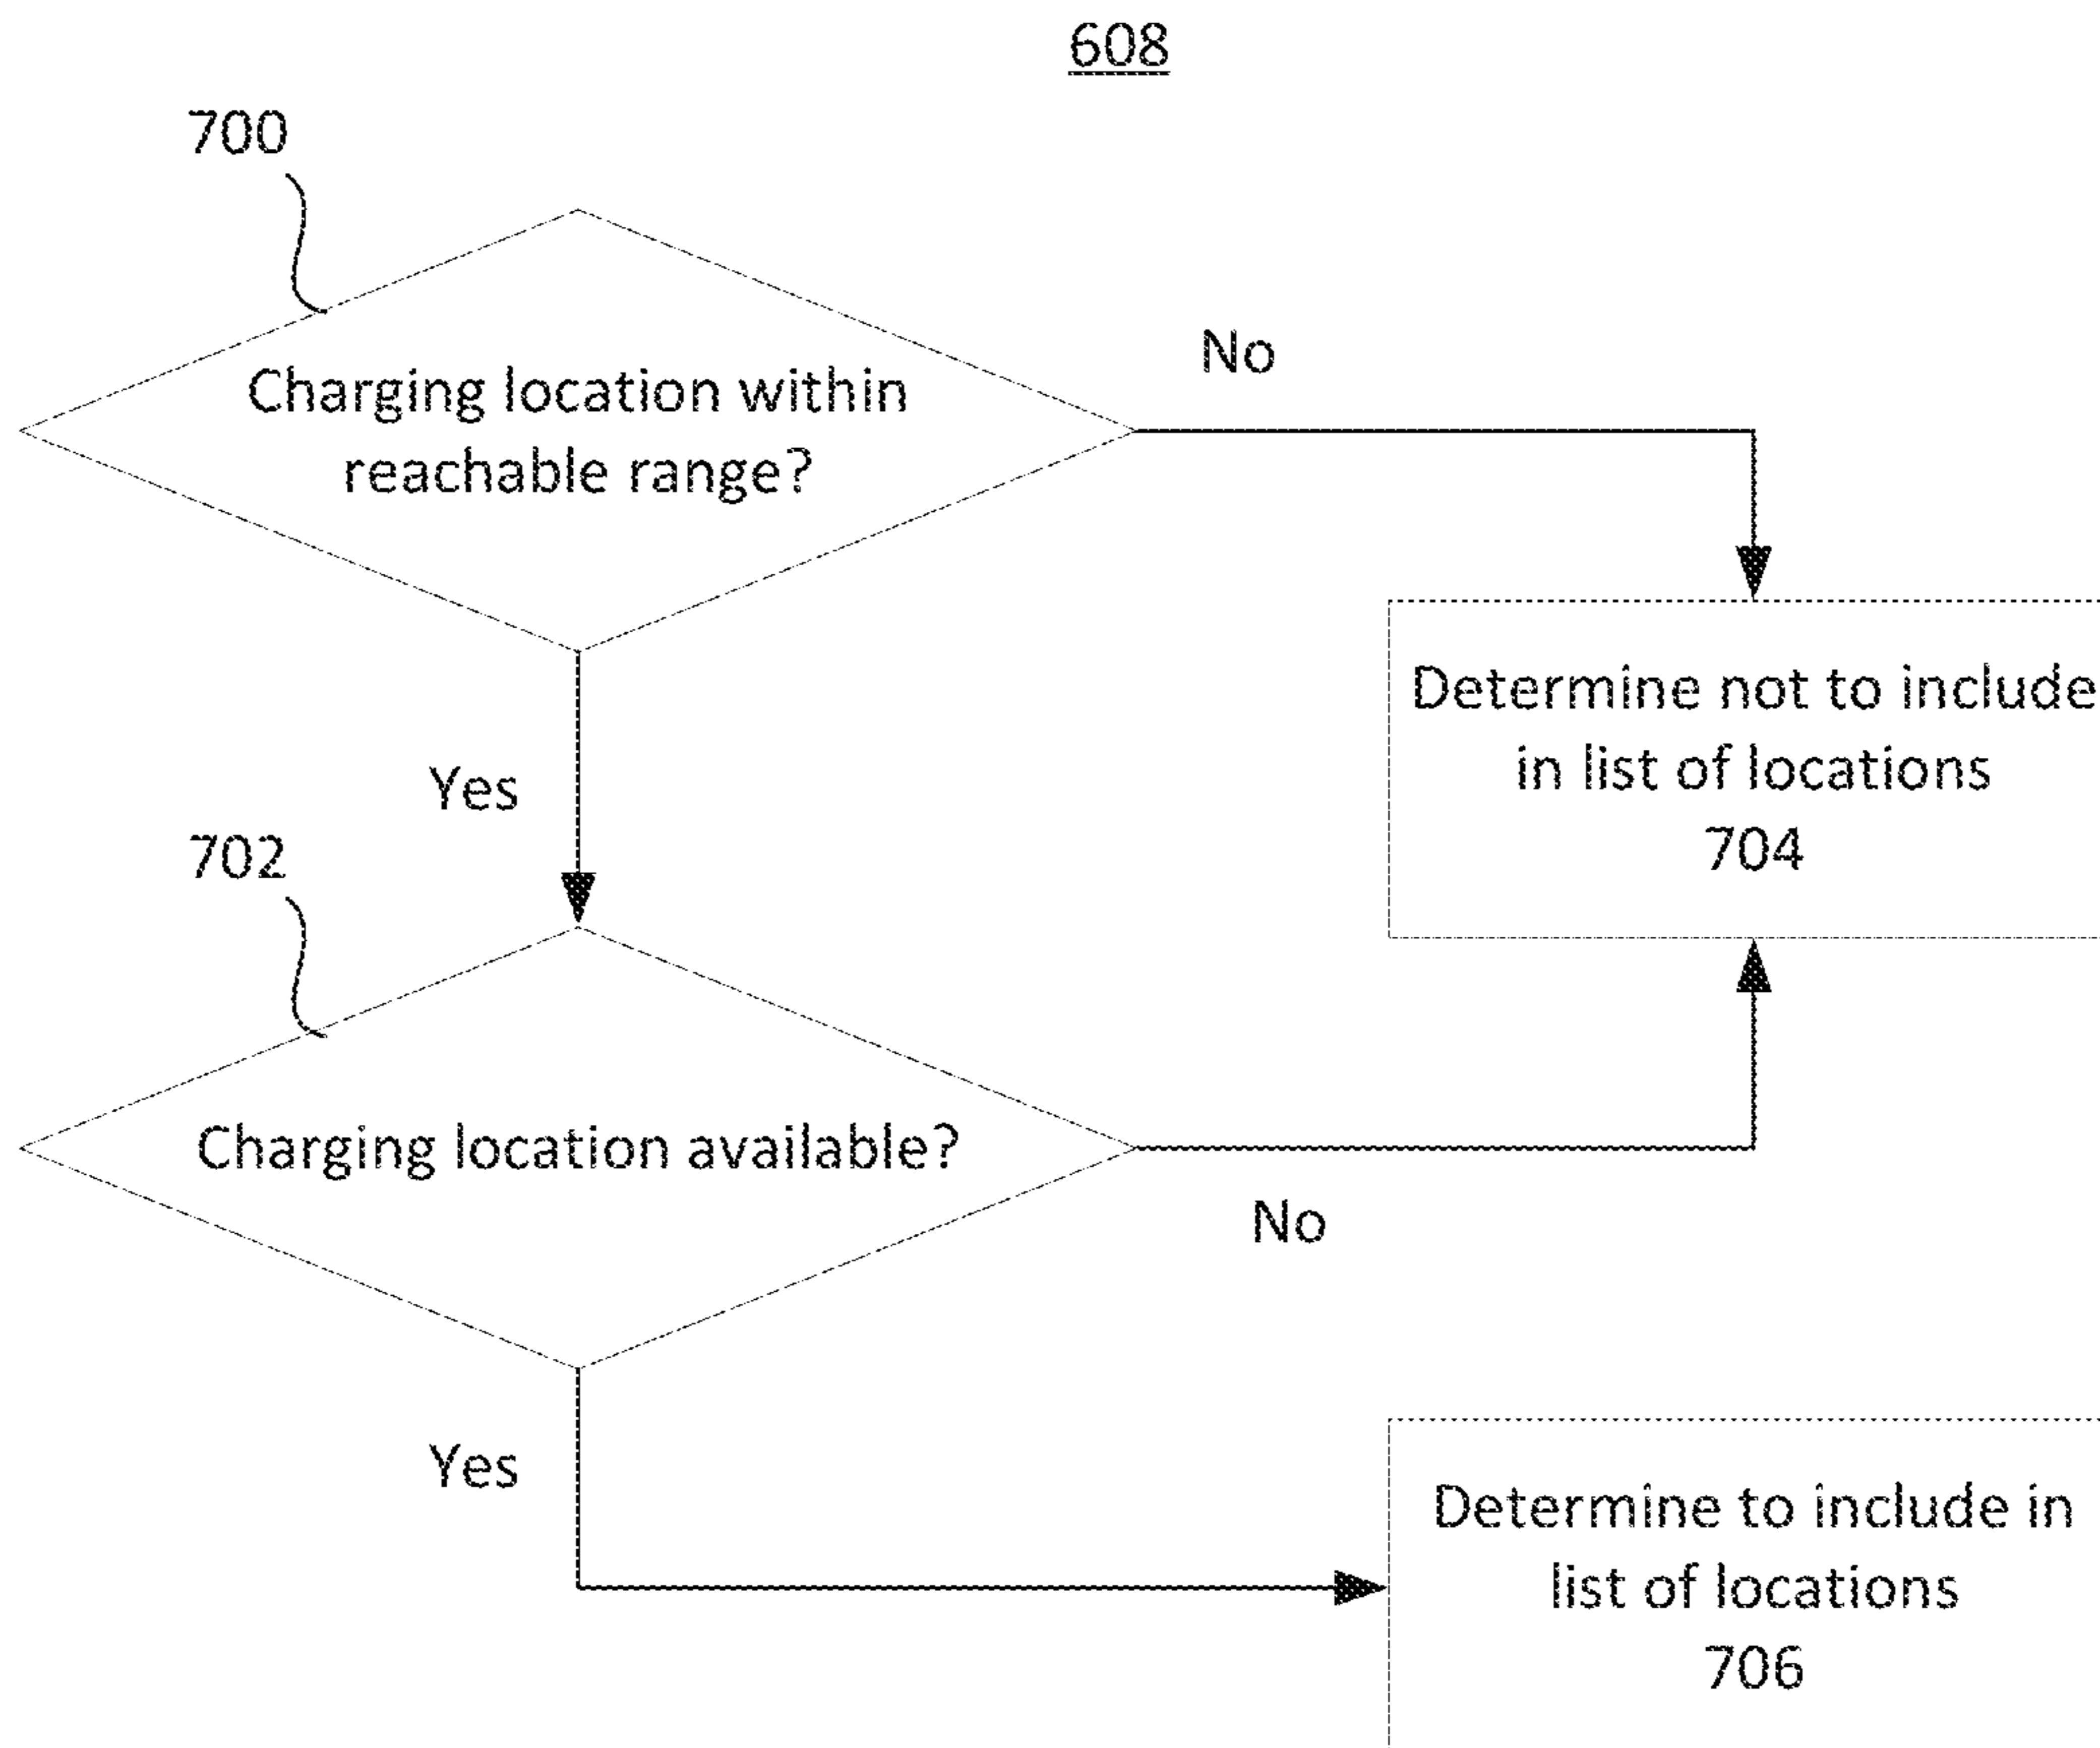 608
700
Charging location within
reachable range?
No
Determine not to include
in list of locations
704
Yes
702
Charging location available?
No
Yes
Determine to include in
list of locations
706